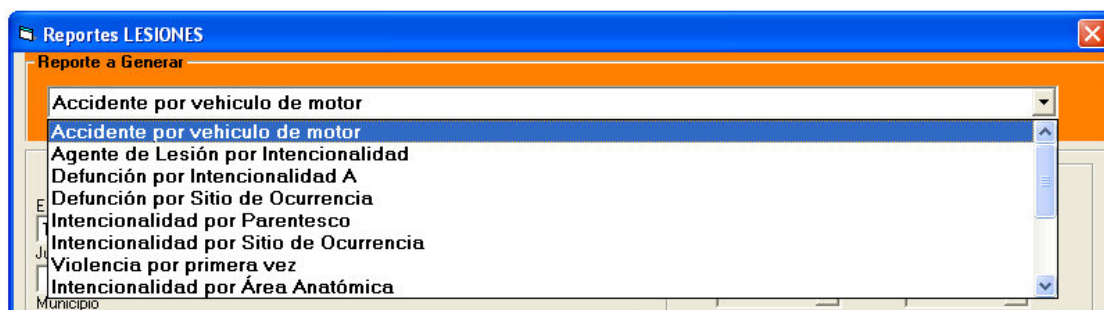 Reportes LESIONES
Reporte a Generar
Accidente por vehiculo de motor
Accidente por vehiculo de motor
Agente de Lesión por Intencionalidad
Defunción por Intencionalidad A
Defunción por Sitio de Ocurrencia
Intencionalidad por Parentesco
Intencionalidad por Sitio de Ocurrencia
Violencia por primera vez
Intencionalidad por Área Anatómica
Municipio